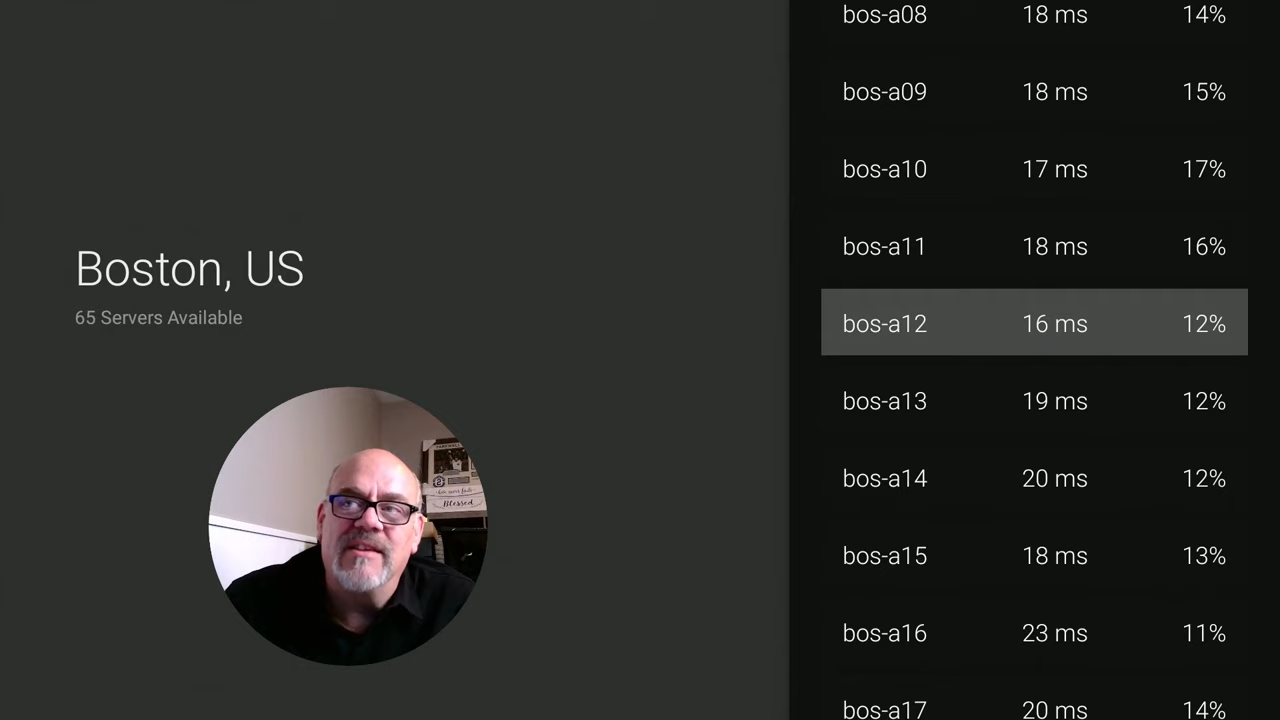 Boston, US
65 Servers Available
bos-a08 18 ms 14%
bos-a09 18 ms 15%
bos-a10 17 ms 17%
bos-a11 18 ms 16%
bos-a12 16 ms 12%
bos-a13 19 ms 12%
bos-a14 20 ms 12%
bos-a15 18 ms 13%
bos-a16 23 ms 11%
bos-a17 20 ms 14%
Blessed